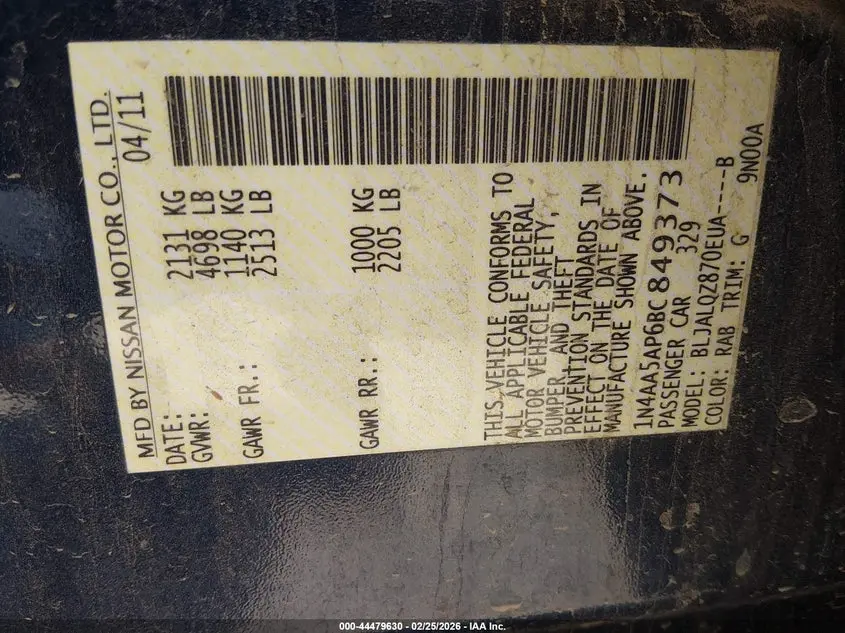 MFD BY NISSAN MOTOR CO., LTD.
DATE: 04/11
GVWR: 2131 KG
4698 LB
GAWR FR.: 1140 KG
2513 LB
GAWR RR.: 1000 KG
2205 LB
THIS VEHICLE CONFORMS TO
ALL APPLICABLE FEDERAL
MOTOR VEHICLE SAFETY,
BUMPER, AND THEFT
PREVENTION STANDARDS IN
EFFECT ON THE DATE OF
MANUFACTURE SHOWN ABOVE.
1N4AA5AP6BC849373
PASSENGER CAR 329
MODEL: BLJALQZ870EUA----B
COLOR: RAB TRIM: G 9N00A
000-44479630 - 02/25/2026 - IAA Inc.